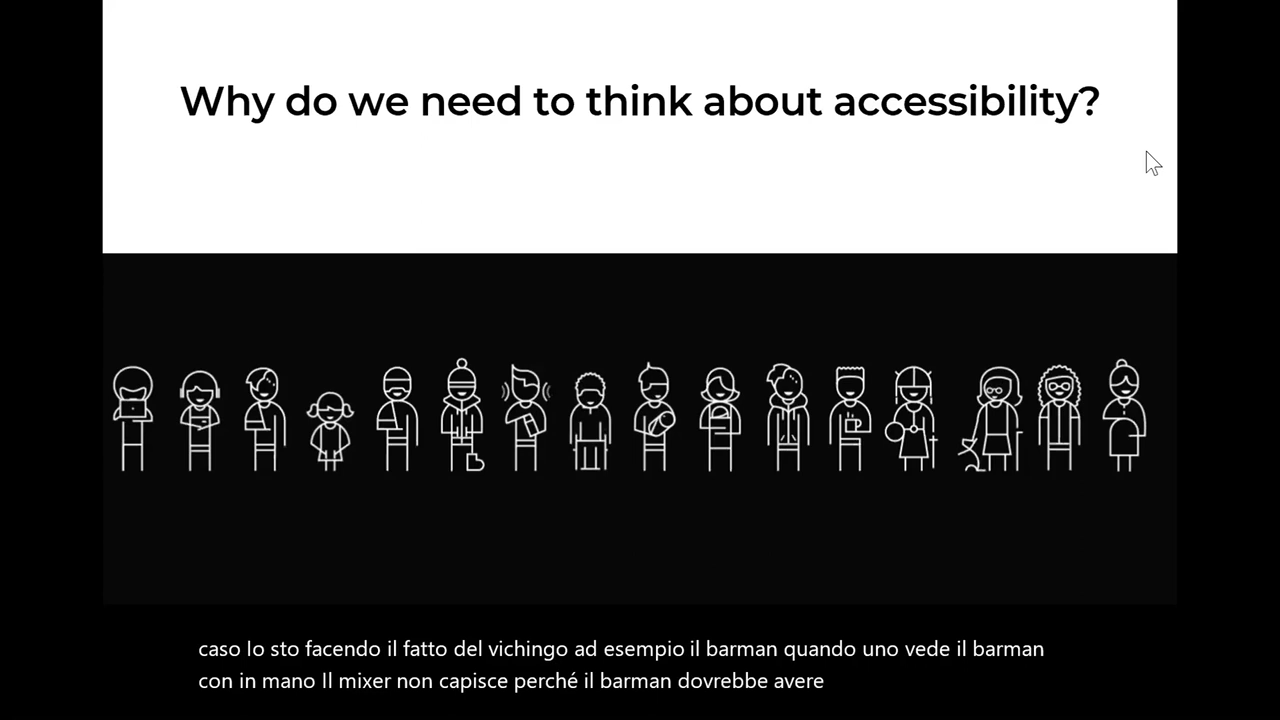 Why do we need to think about accessibility?
caso Io sto facendo il fatto del vichingo ad esempio il barman quando uno vede il barman
con in mano Il mixer non capisce perché il barman dovrebbe avere